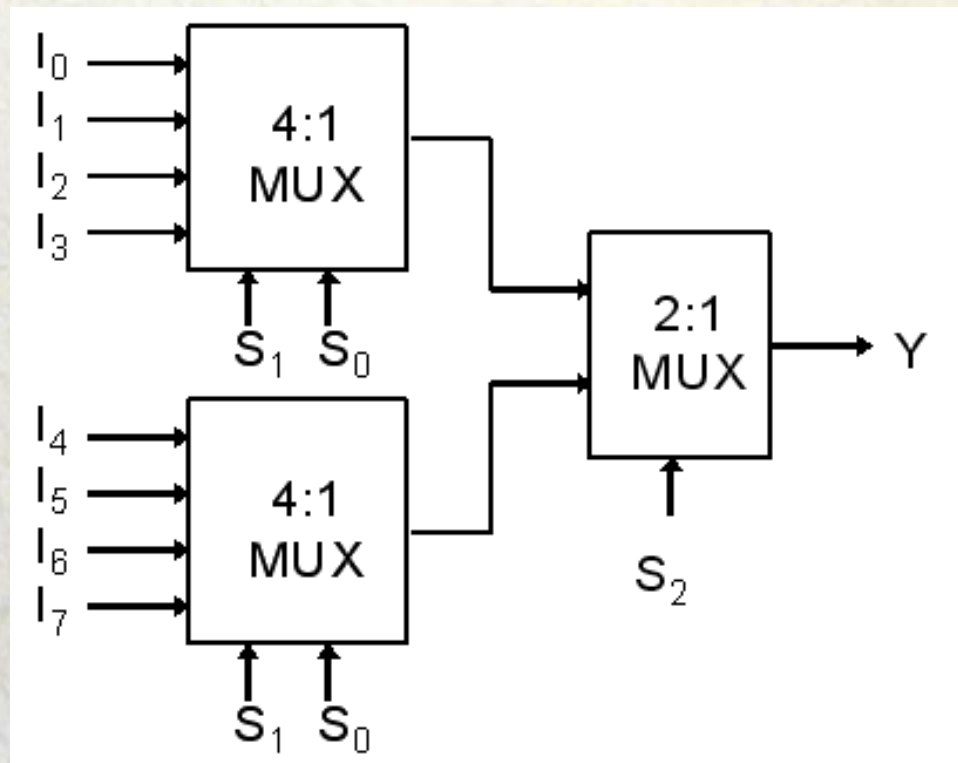 I₀
I₁
I₂
I₃
4:1
MUX
S₁ S₀
2:1
MUX
Y
S₂
I₄
I₅
I₆
I₇
4:1
MUX
S₁ S₀